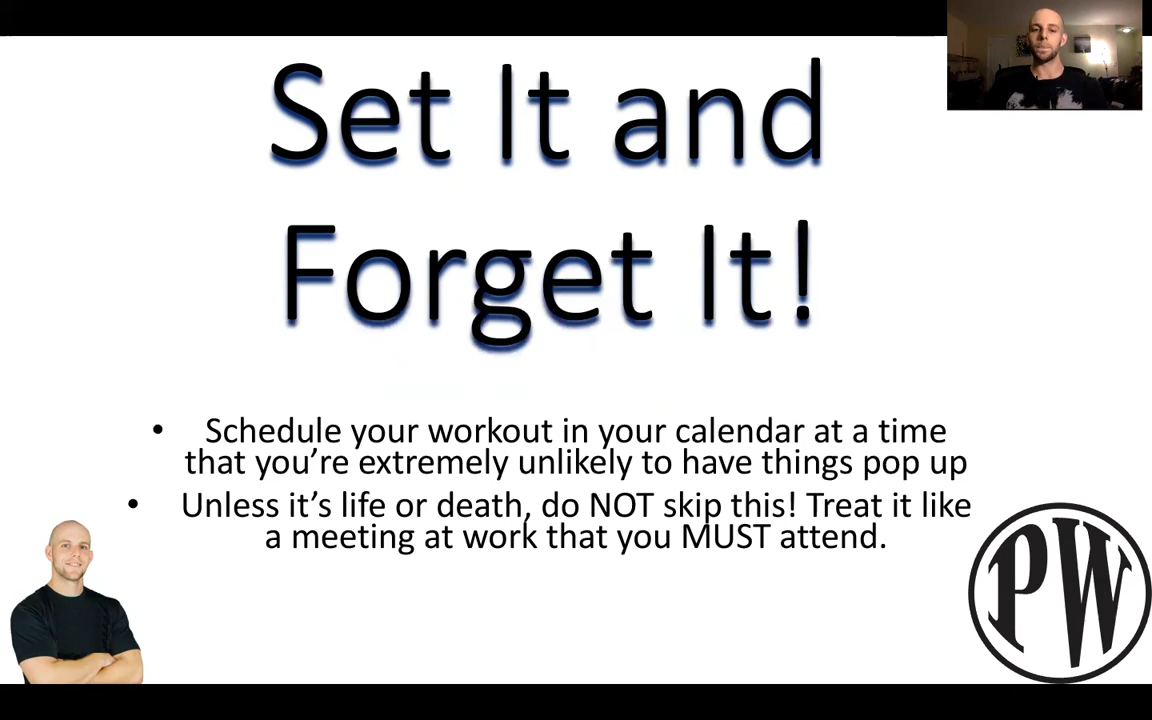 Set It and
Forget It!
• Schedule your workout in your calendar at a time
that you’re extremely unlikely to have things pop up
• Unless it’s life or death, do NOT skip this! Treat it like
a meeting at work that you MUST attend.
PW